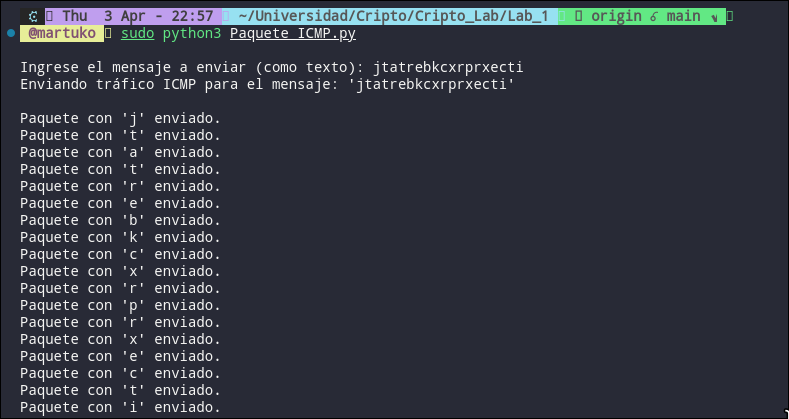 Thu 3 Apr - 22:57 ~/Universidad/Cripto/Cripto_Lab/Lab_1 origin main
@martuko sudo python3 Paquete_ICMP.py
Ingrese el mensaje a enviar (como texto): jtatrebkcxrprxecti
Enviando tráfico ICMP para el mensaje: 'jtatrebkcxrprxecti'
Paquete con 'j' enviado.
Paquete con 't' enviado.
Paquete con 'a' enviado.
Paquete con 't' enviado.
Paquete con 'r' enviado.
Paquete con 'e' enviado.
Paquete con 'b' enviado.
Paquete con 'k' enviado.
Paquete con 'c' enviado.
Paquete con 'x' enviado.
Paquete con 'r' enviado.
Paquete con 'p' enviado.
Paquete con 'r' enviado.
Paquete con 'x' enviado.
Paquete con 'e' enviado.
Paquete con 'c' enviado.
Paquete con 't' enviado.
Paquete con 'i' enviado.